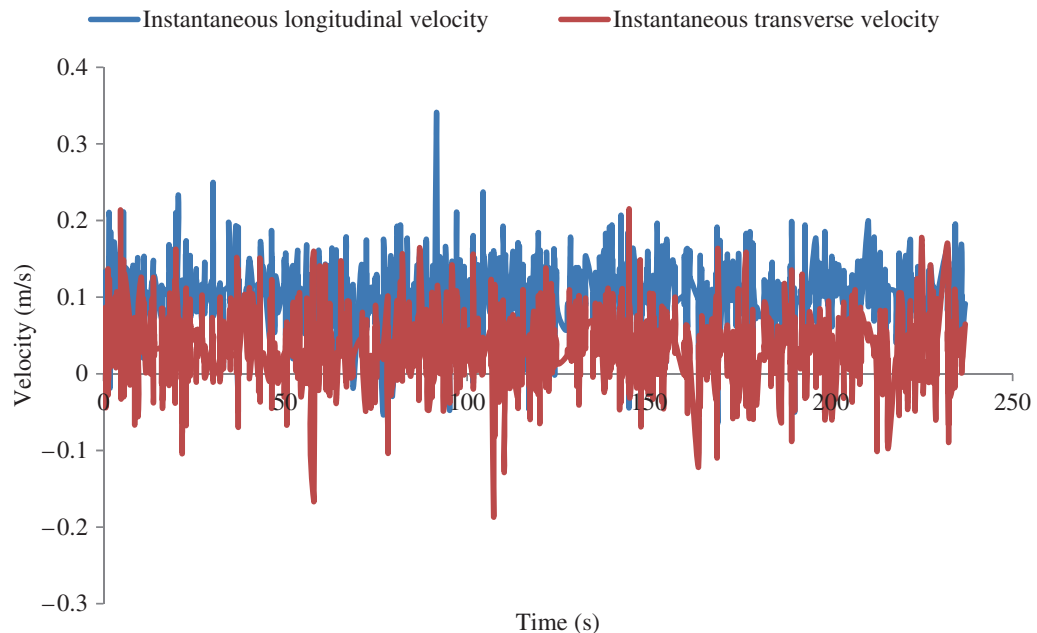 Instantaneous longitudinal velocity Instantaneous transverse velocity
0.4
0.3
0.2
0.1
0
−0.1
−0.2
−0.3
Velocity (m/s)
0 50 100 150 200 250
Time (s)